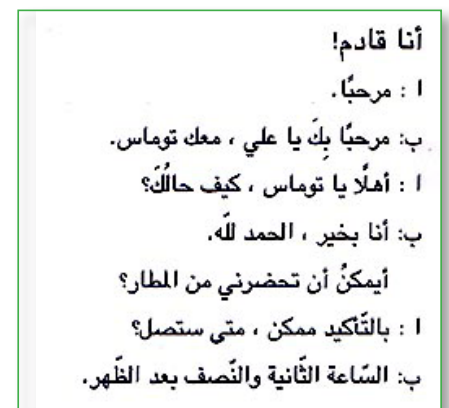 أنا قادم!
ا : مرحبًا.
ب: مرحبًا بِكَ يا علي ، معك توماس.
ا : أهلًا يا توماس ، كيف حالُكَ؟
ب: أنا بخير ، الحمد للّه.
أيمكنُ أن تحضرني من المطار؟
ا : بالتّأكيد ممكن ، متى ستصل؟
ب: السّاعة الثّانية والنّصف بعد الظّهر.